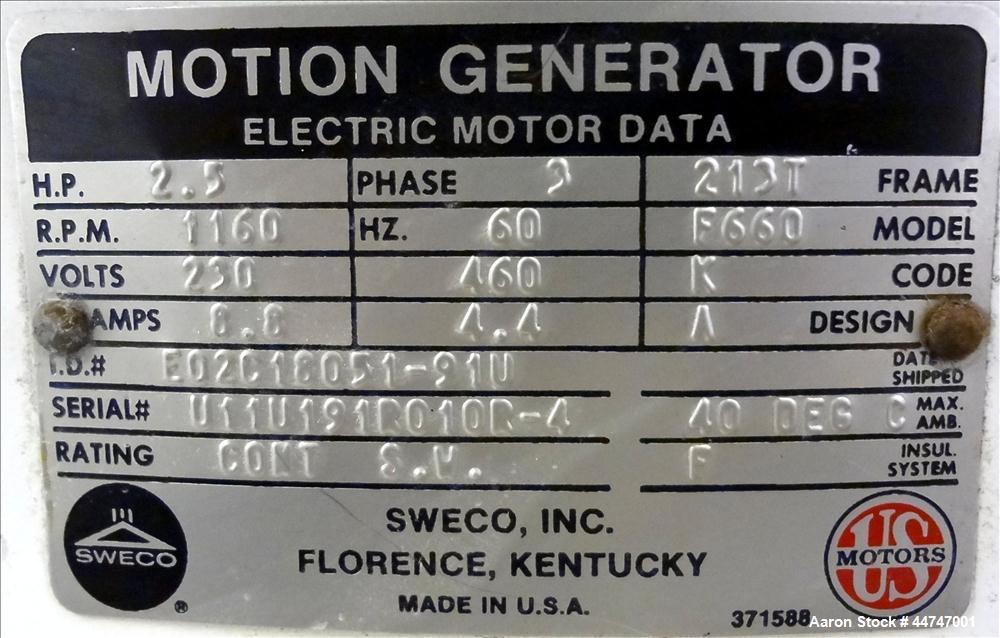 MOTION GENERATOR
ELECTRIC MOTOR DATA
H.P. 2.5 PHASE 3 213T FRAME
R.P.M. 1160 HZ. 60 F660 MODEL
VOLTS 230 460 K CODE
AMPS 8.8 4.4 A DESIGN
I.D.# E02C18051-91U DATE SHIPPED
SERIAL# U11U191R010R-4 40 DEG C MAX. AMB.
RATING CONT S.W. F INSUL. SYSTEM
SWECO
®
SWECO, INC.
FLORENCE, KENTUCKY
MADE IN U.S.A.
US MOTORS
371588
Aaron Stock # 44747001